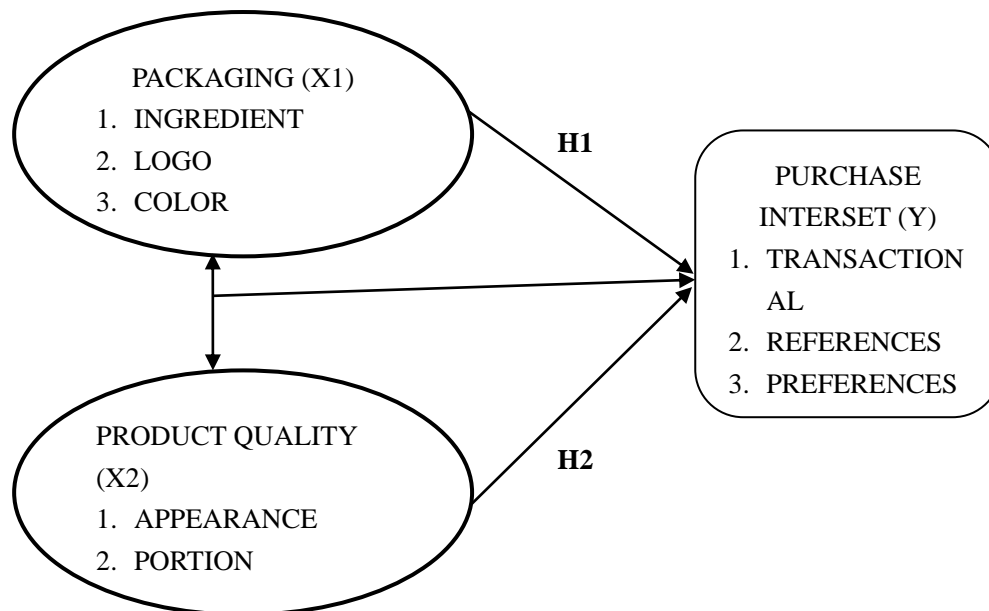 PACKAGING (X1)
1. INGREDIENT
2. LOGO
3. COLOR
H1
PURCHASE
INTERSET (Y)
1. TRANSACTION
AL
2. REFERENCES
3. PREFERENCES
PRODUCT QUALITY
(X2)
1. APPEARANCE
2. PORTION
H2